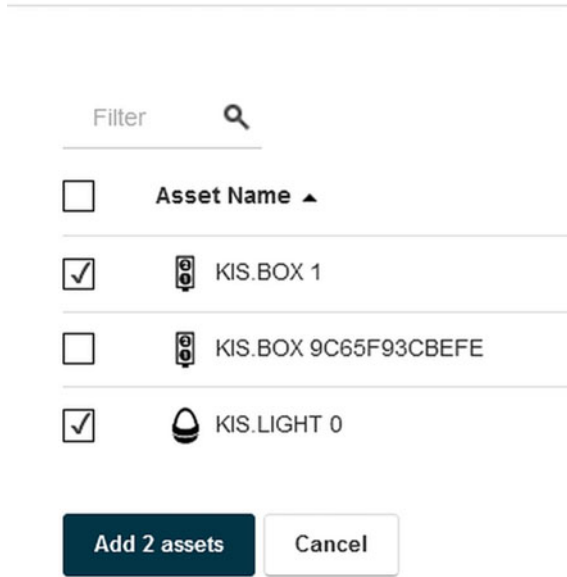 Filter
Asset Name
KIS.BOX 1
KIS.BOX 9C65F93CBEFE
KIS.LIGHT 0
Add 2 assets Cancel